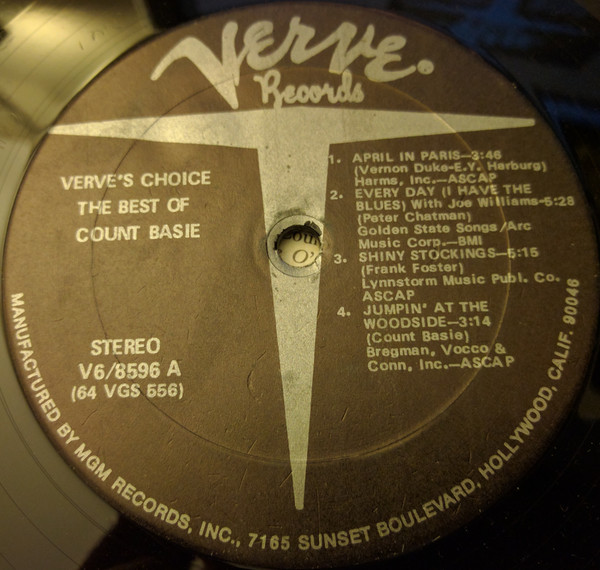 Verve.
Records
VERVE'S CHOICE
THE BEST OF
COUNT BASIE
STEREO
V6/8596 A
(64 VGS 556)
1. APRIL IN PARIS—3:46
(Vernon Duke-E.Y. Harburg)
Harms, Inc.—ASCAP
2. EVERY DAY (I HAVE THE
BLUES) With Joe Williams-5:28
(Peter Chatman)
Golden State Songs/Arc
Music Corp.—BMI
3. SHINY STOCKINGS—5:15
(Frank Foster)
Lynnstorm Music Publ. Co.
ASCAP
4. JUMPIN' AT THE
WOODSIDE—3:14
(Count Basie)
Bregman, Vocco &
Conn, Inc.—ASCAP
MANUFACTURED BY MGM RECORDS, INC., 7165 SUNSET BOULEVARD, HOLLYWOOD, CALIF. 90046